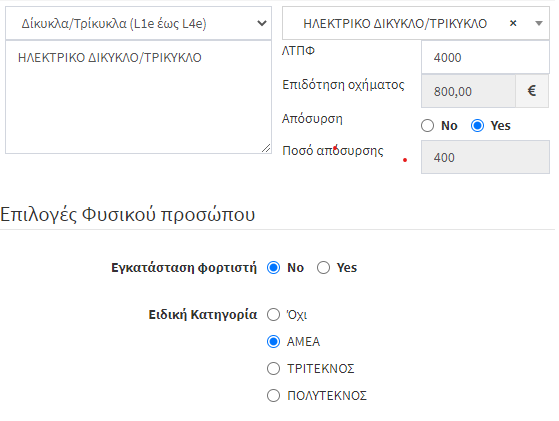 Δίκυκλα/Τρίκυκλα (L1e έως L4e)
ΗΛΕΚΤΡΙΚΟ ΔΙΚΥΚΛΟ/ΤΡΙΚΥΚΛΟ ×
ΗΛΕΚΤΡΙΚΟ ΔΙΚΥΚΛΟ/ΤΡΙΚΥΚΛΟ
ΛΤΠΦ 4000
Επιδότηση οχήματος 800,00 €
Απόσυρση No Yes
Ποσό απόσυρσης 400
Επιλογές Φυσικού προσώπου
Εγκατάσταση φορτιστή No Yes
Ειδική Κατηγορία Όχι
ΑΜΕΑ
ΤΡΙΤΕΚΝΟΣ
ΠΟΛΥΤΕΚΝΟΣ